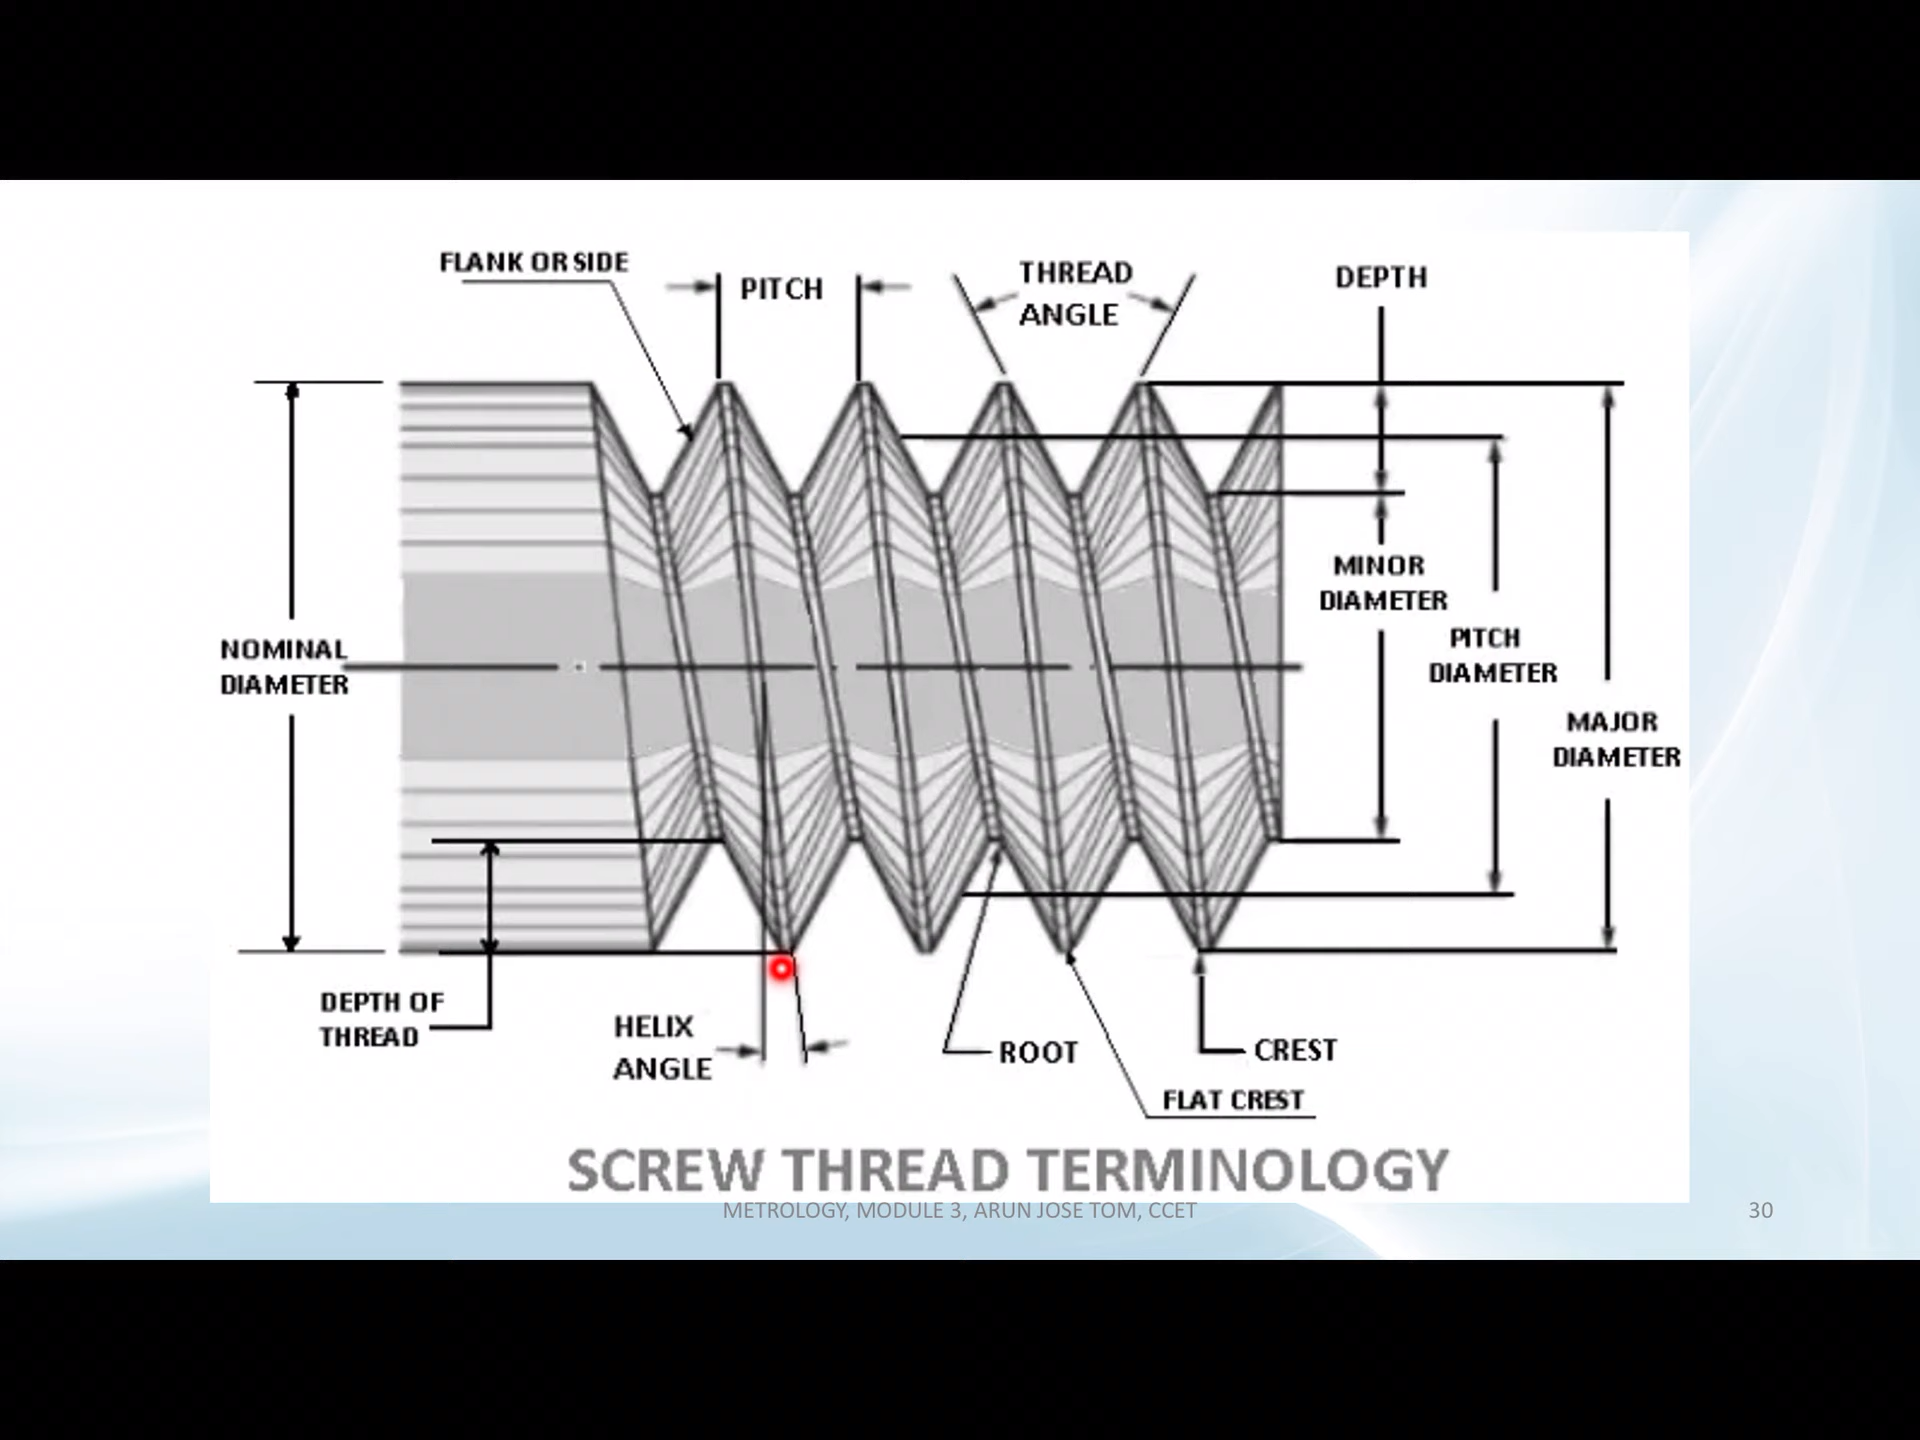 FLANK OR SIDE
PITCH
THREAD
ANGLE
DEPTH
MINOR
DIAMETER
PITCH
DIAMETER
MAJOR
DIAMETER
NOMINAL
DIAMETER
DEPTH OF
THREAD
HELIX
ANGLE
ROOT
CREST
FLAT CREST
SCREW THREAD TERMINOLOGY
METROLOGY, MODULE 3, ARUN JOSE TOM, CCET
30